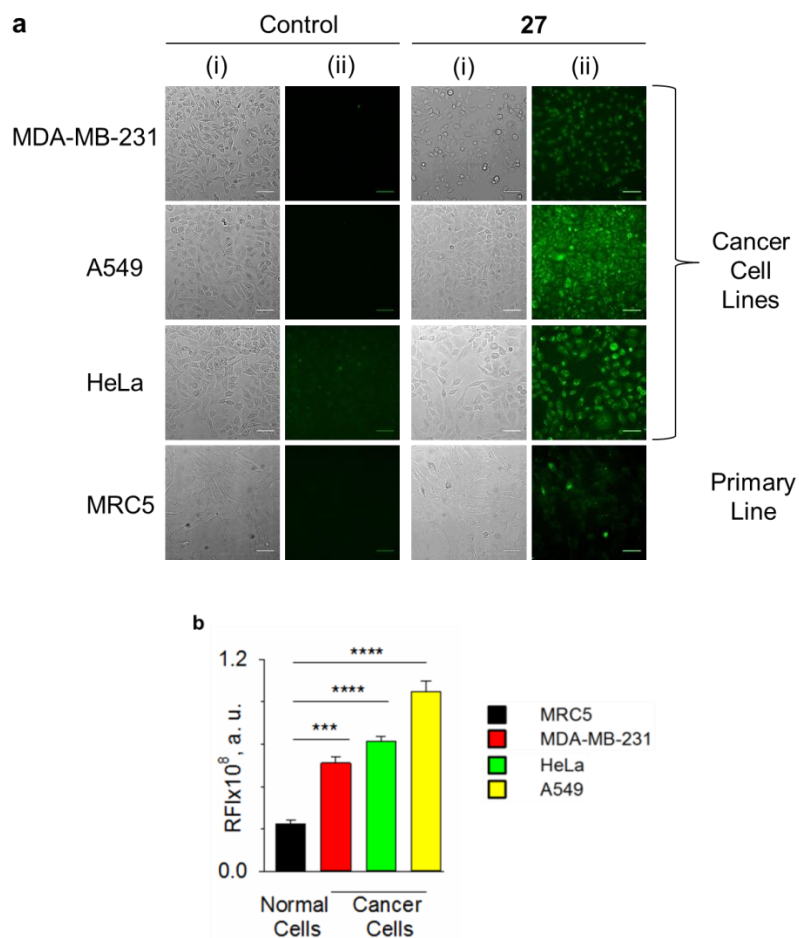 a
Control 27
(i) (ii) (i) (ii)
MDA-MB-231
A549
HeLa
MRC5
Cancer
Cell
Lines
Primary
Line
b
1.2
0.0
RFIx10⁸, a. u.
****
****
***
MRC5
MDA-MB-231
HeLa
A549
Normal Cancer
Cells Cells